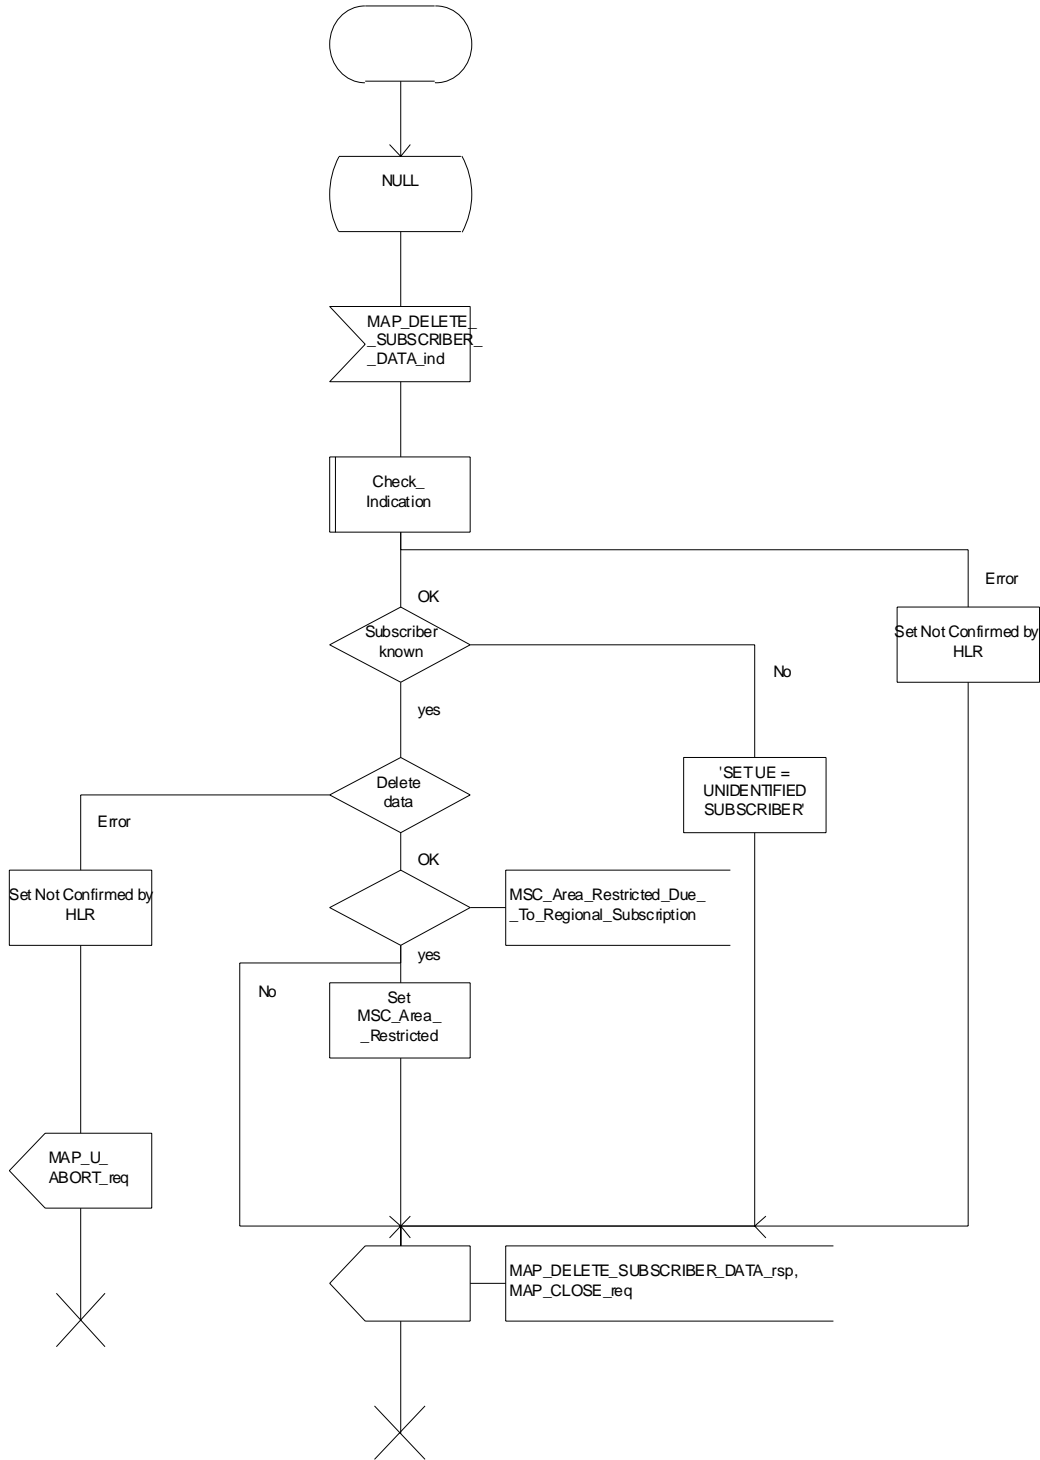 NULL
MAP_DELETE_
_SUBSCRIBER_
_DATA_ind
Check_
Indication
Error
OK
Subscriber
known
Set Not Confirmed by
HLR
No
yes
Delete
data
'SET UE =
UNIDENTIFIED
SUBSCRIBER'
Error
OK
Set Not Confirmed by
HLR
MSC_Area_Restricted_Due_
_To_Regional_Subscription
yes
No
Set
MSC_Area_
_Restricted
MAP_U_
ABORT_req
MAP_DELETE_SUBSCRIBER_DATA_rsp,
MAP_CLOSE_req